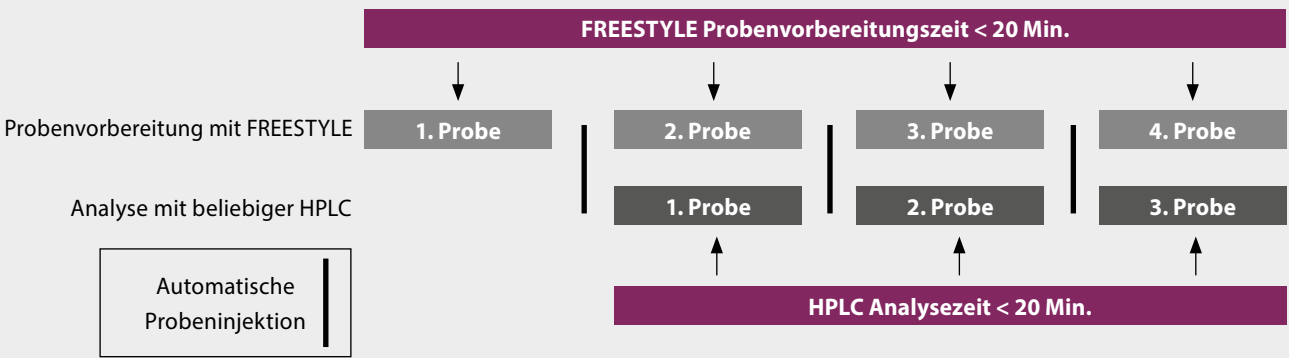 FREESTYLE Probenvorbereitungszeit < 20 Min.
Probenvorbereitung mit FREESTYLE
1. Probe
2. Probe
3. Probe
4. Probe
Analyse mit beliebiger HPLC
1. Probe
2. Probe
3. Probe
Automatische
Probeninjektion
HPLC Analysezeit < 20 Min.